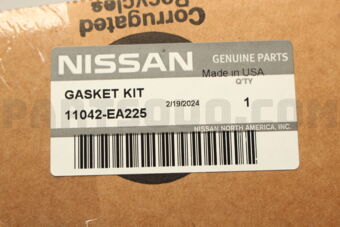 Corrugated
Recycles
NISSAN
GENUINE PARTS
Made in USA
Q'TY
GASKET KIT
2/19/2024
1
11042-EA225
NISSAN NORTH AMERICA, INC.